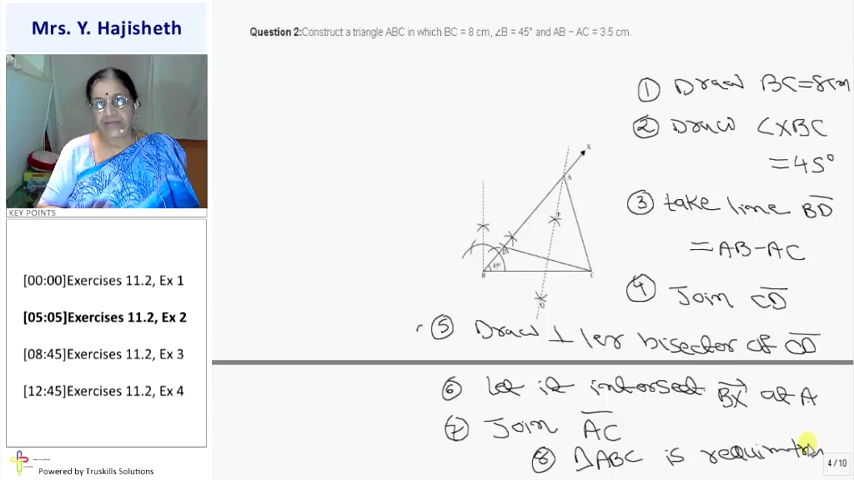 Mrs. Y. Hajisheth
Question 2:Construct a triangle ABC in which BC = 8 cm, ∠B = 45° and AB − AC = 3.5 cm.
① Draw BC=8cm
② Draw ∠XBC
=45°
③ take line BD
= AB-AC
④ Join CD
⑤ Draw ⊥ ler bisector of CD
⑥ Let it intersect BX at A
⑦ Join AC
⑧ ΔABC is
X
A
P
D
45°
B
C
Q
KEY POINTS
[00:00]Exercises 11.2, Ex 1
[05:05]Exercises 11.2, Ex 2
[08:45]Exercises 11.2, Ex 3
[12:45]Exercises 11.2, Ex 4
Powered by Truskills Solutions
4 / 10